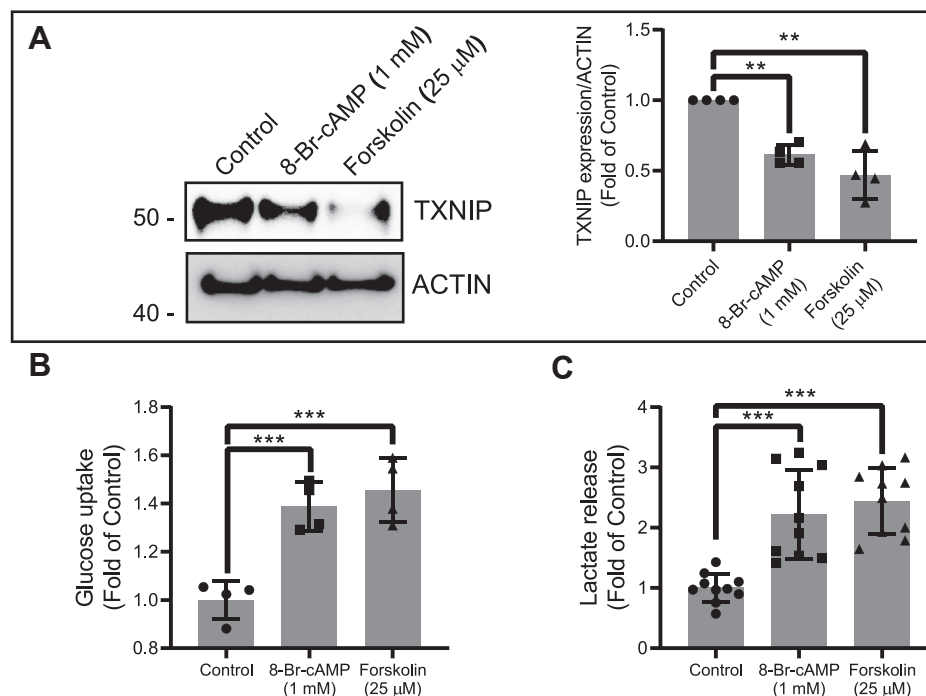 A
Control
8-Br-cAMP (1 mM)
Forskolin (25 μM)
50 -
TXNIP
40 -
ACTIN
TXNIP expression/ACTIN
(Fold of Control)
1.5
1.0
0.5
0.0
**
**
Control
8-Br-cAMP
(1 mM)
Forskolin
(25 μM)
B
Glucose uptake
(Fold of Control)
1.8
1.6
1.4
1.2
1.0
0.8
***
***
Control
8-Br-cAMP
(1 mM)
Forskolin
(25 μM)
C
Lactate release
(Fold of Control)
4
3
2
1
0
***
***
Control
8-Br-cAMP
(1 mM)
Forskolin
(25 μM)